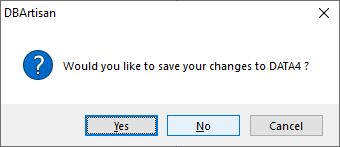 DBArtisan
Would you like to save your changes to DATA4 ?
Yes No Cancel